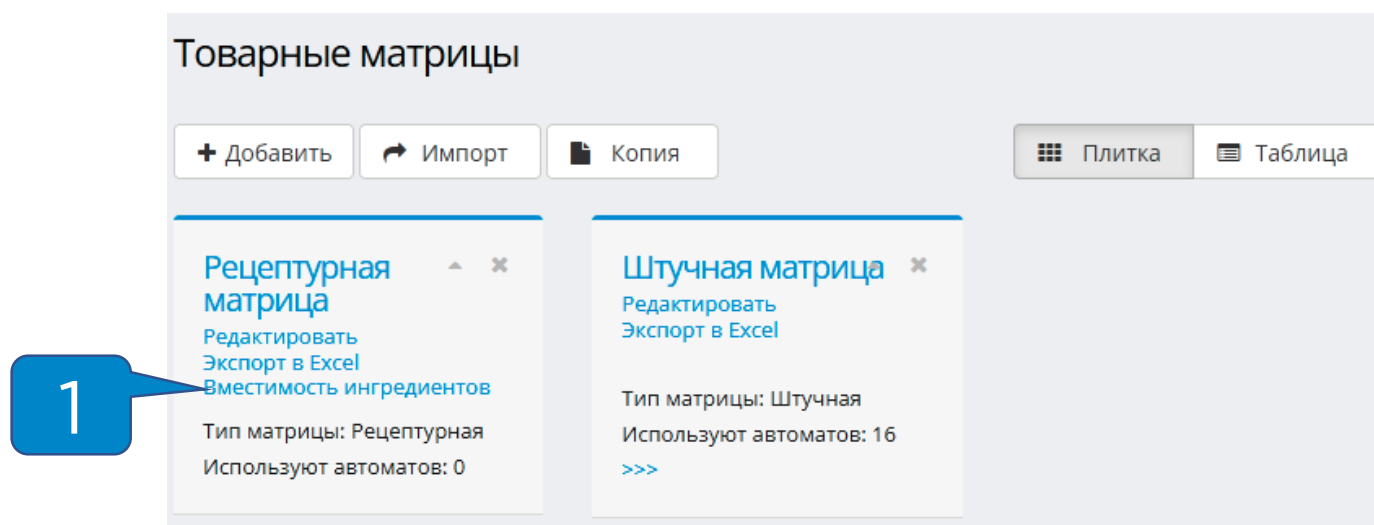 Товарные матрицы
Добавить
Импорт
Копия
Плитка
Таблица
Рецептурная
матрица
Редактировать
Экспорт в Excel
Вместимость ингредиентов
Тип матрицы: Рецептурная
Используют автоматов: 0
1
Штучная матрица
Редактировать
Экспорт в Excel
Тип матрицы: Штучная
Используют автоматов: 16
>>>